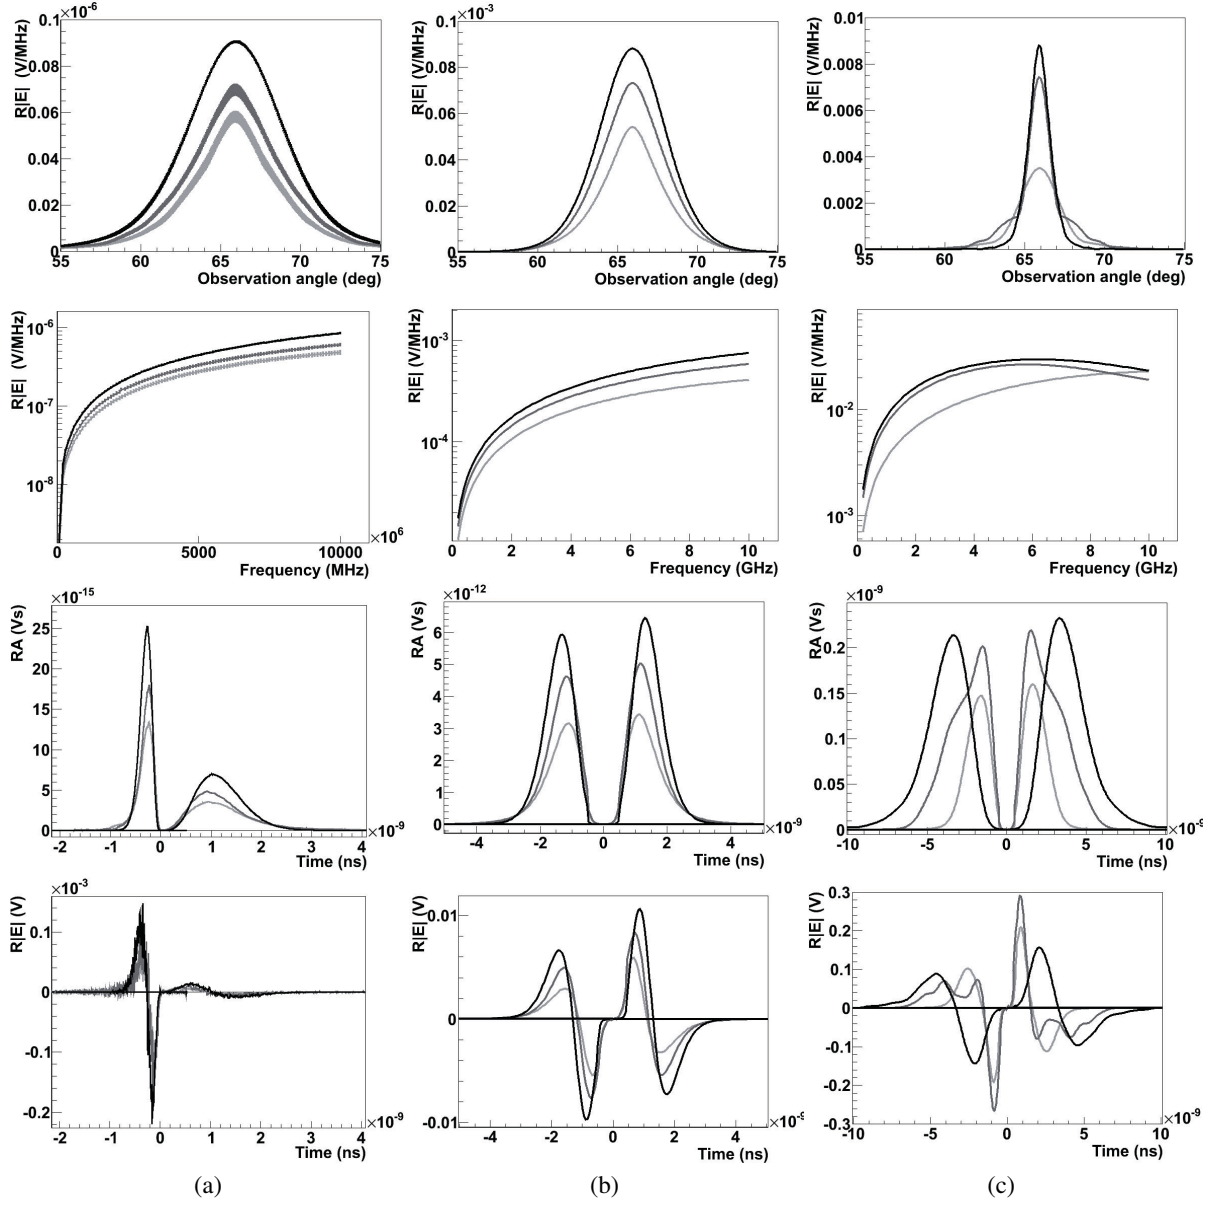 ×10⁻⁶
R|E| (V/MHz)
0.1
0.08
0.06
0.04
0.02
0
55 60 65 70 75
Observation angle (deg)
×10⁻³
R|E| (V/MHz)
0.1
0.08
0.06
0.04
0.02
0
55 60 65 70 75
Observation angle (deg)
R|E| (V/MHz)
0.01
0.008
0.006
0.004
0.002
0
55 60 65 70 75
Observation angle (deg)
R|E| (V/MHz)
10⁻⁶
10⁻⁷
10⁻⁸
0 5000 10000
×10⁶
Frequency (MHz)
R|E| (V/MHz)
10⁻³
10⁻⁴
0 2 4 6 8 10
Frequency (GHz)
R|E| (V/MHz)
10⁻²
10⁻³
0 2 4 6 8 10
Frequency (GHz)
×10⁻¹⁵
RA (Vs)
25
20
15
10
5
0
-2 -1 0 1 2 3 4
×10⁻⁹
Time (ns)
×10⁻¹²
RA (Vs)
6
5
4
3
2
1
0
-4 -2 0 2 4
×10⁻⁹
Time (ns)
×10⁻⁹
RA (Vs)
0.2
0.15
0.1
0.05
0
-10 -5 0 5 10
×10⁻⁹
Time (ns)
×10⁻³
R|E| (V)
0.1
0
-0.1
-0.2
-2 -1 0 1 2 3 4
×10⁻⁹
Time (ns)
R|E| (V)
0.01
0
-0.01
-4 -2 0 2 4
×10⁻⁹
Time (ns)
R|E| (V)
0.3
0.2
0.1
0
-0.1
-0.2
-0.3
-10 -5 0 5 10
×10⁻⁹
Time (ns)
(a) (b) (c)